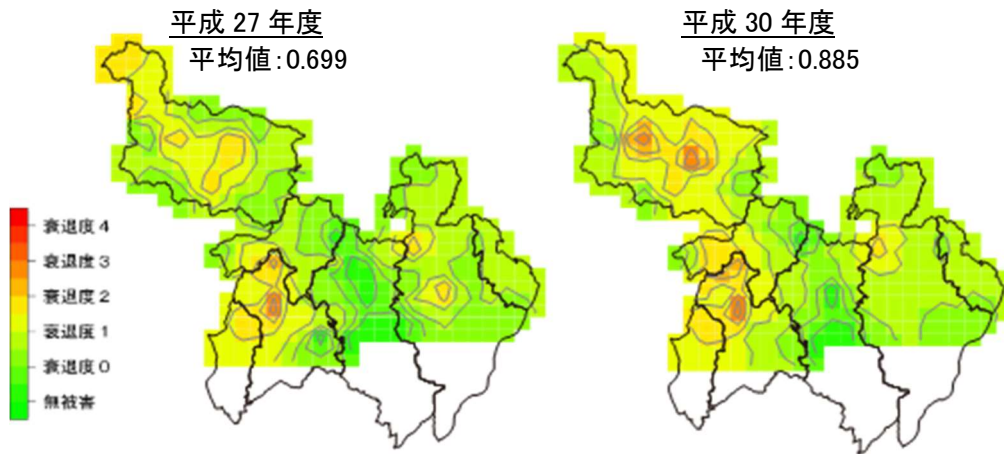 平成 27 年度
平均値:0.699
平成 30 年度
平均値:0.885
衰退度 4
衰退度 3
衰退度 2
衰退度 1
衰退度 0
無被害